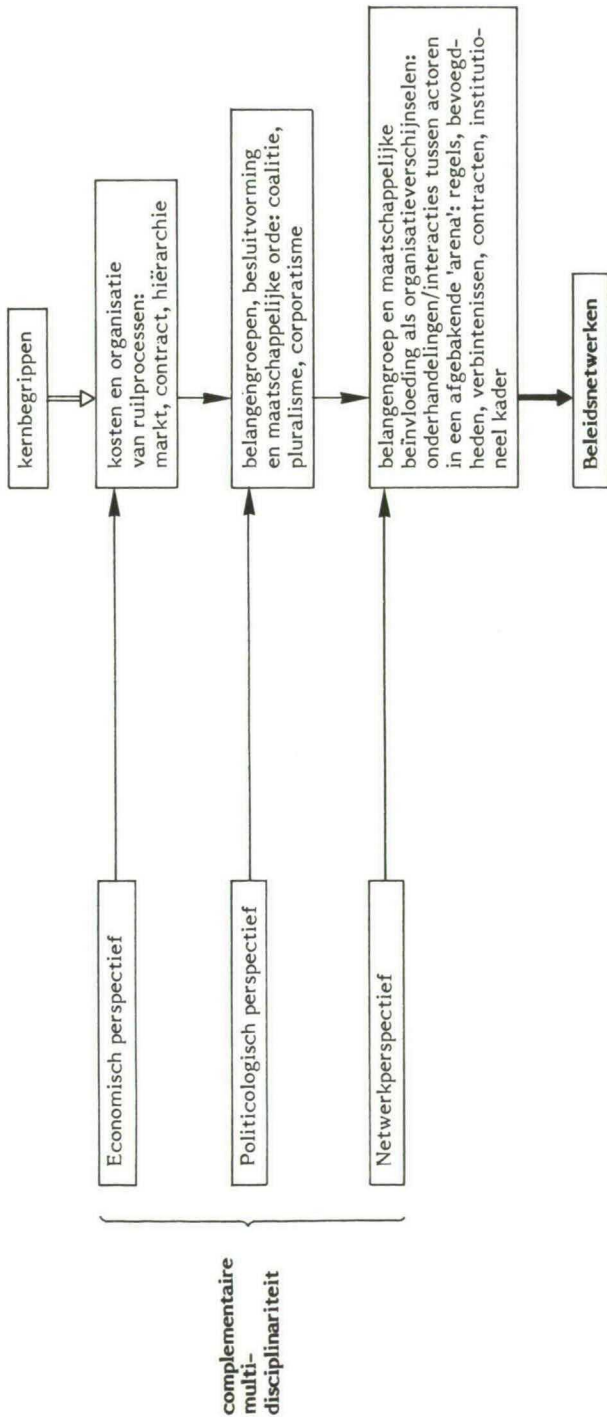 kernbegrippen
complementaire
multi-
disciplinariteit
Economisch perspectief
kosten en organisatie
van ruilprocessen:
markt, contract, hiërarchie
Politicologisch perspectief
belangengroepen, besluitvorming
en maatschappelijke orde: coalitie,
pluralisme, corporatisme
Netwerkperspectief
belangengroep en maatschappelijke
beïnvloeding als organisatieverschijnselen:
onderhandelingen/interacties tussen actoren
in een afgebakende 'arena': regels, bevoegd-
heden, verbintenissen, contracten, institutio-
neel kader
Beleidsnetwerken